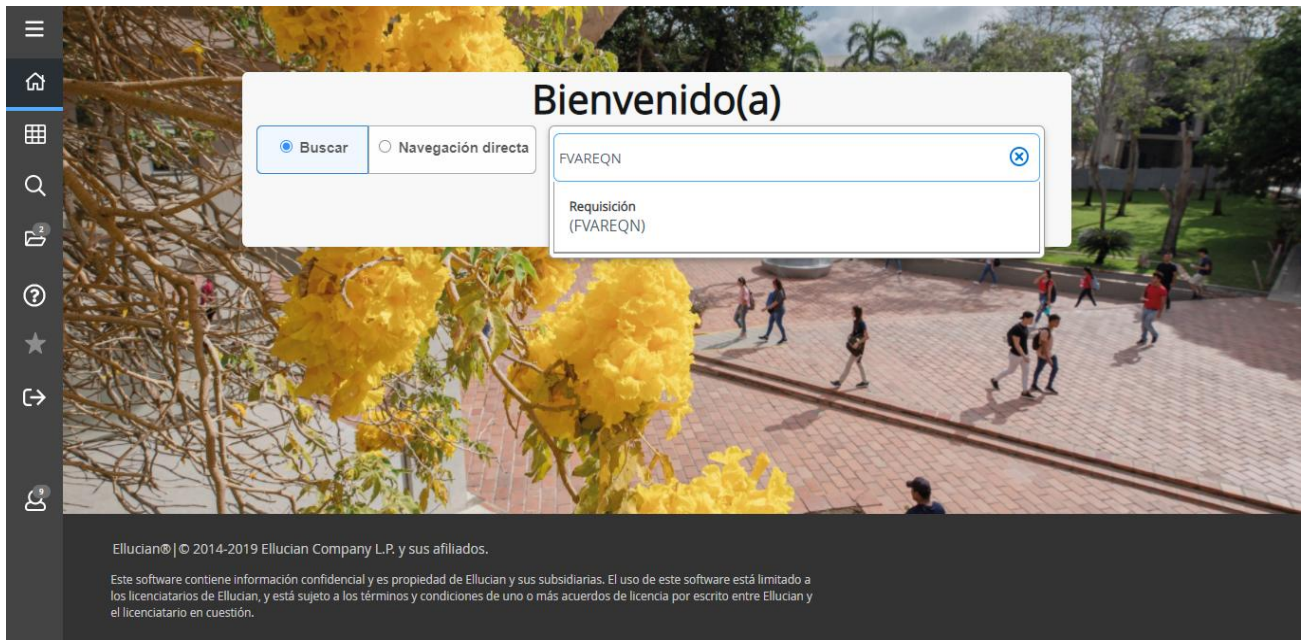 Bienvenido(a)
Buscar
Navegación directa
FVAREQN
Requisición
(FVAREQN)
2
9
Ellucian®|© 2014-2019 Ellucian Company L.P. y sus afiliados.
Este software contiene información confidencial y es propiedad de Ellucian y sus subsidiarias. El uso de este software está limitado a
los licenciatarios de Ellucian, y está sujeto a los términos y condiciones de uno o más acuerdos de licencia por escrito entre Ellucian y
el licenciatario en cuestión.